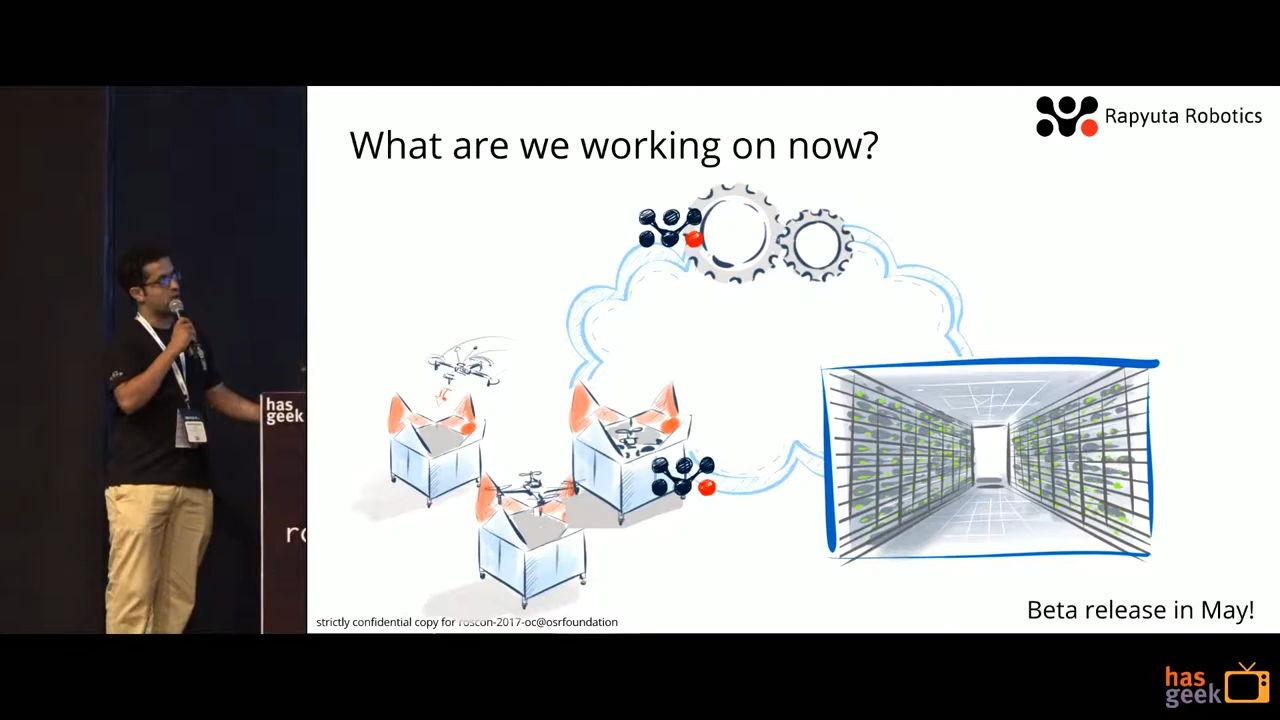 Rapyuta Robotics
What are we working on now?
has
geek
ro
Beta release in May!
strictly confidential copy for roscon-2017-oc@osrfoundation
has
geek